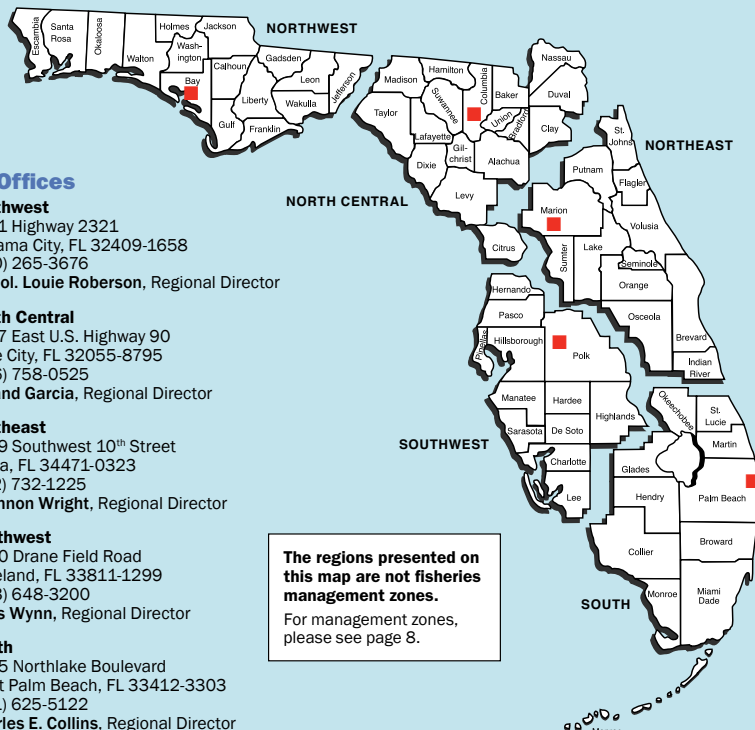 NORTHWEST
Escambia
Santa
Rosa
Okaloosa
Walton
Holmes
Jackson
Wash-
ington
Bay
Calhoun
Gulf
Liberty
Franklin
Gadsden
Leon
Wakulla
Jefferson
NORTH CENTRAL
Madison
Hamilton
Taylor
Suwannee
Lafayette
Columbia
Baker
Union
Bradford
Gil-
christ
Dixie
Alachua
Levy
Citrus
Nassau
Duval
Clay
NORTHEAST
St.
Johns
Putnam
Flagler
Marion
Volusia
Sumter
Lake
Seminole
Orange
Osceola
Brevard
Indian
River
SOUTHWEST
Hernando
Pasco
Pinellas
Hillsborough
Polk
Manatee
Hardee
Highlands
Sarasota
De Soto
Charlotte
Lee
SOUTH
Okeechobee
St.
Lucie
Martin
Glades
Hendry
Palm Beach
Collier
Broward
Monroe
Miami
Dade
Offices
thwest
1 Highway 2321
ama City, FL 32409-1658
) 265-3676
ol. Louie Roberson, Regional Director
th Central
7 East U.S. Highway 90
e City, FL 32055-8795
) 758-0525
and Garcia, Regional Director
heast
9 Southwest 10th Street
a, FL 34471-0323
) 732-1225
nnon Wright, Regional Director
thwest
0 Drane Field Road
eland, FL 33811-1299
) 648-3200
s Wynn, Regional Director
th
5 Northlake Boulevard
t Palm Beach, FL 33412-3303
) 625-5122
rles E. Collins, Regional Director
The regions presented on
this map are not fisheries
management zones.
For management zones,
please see page 8.